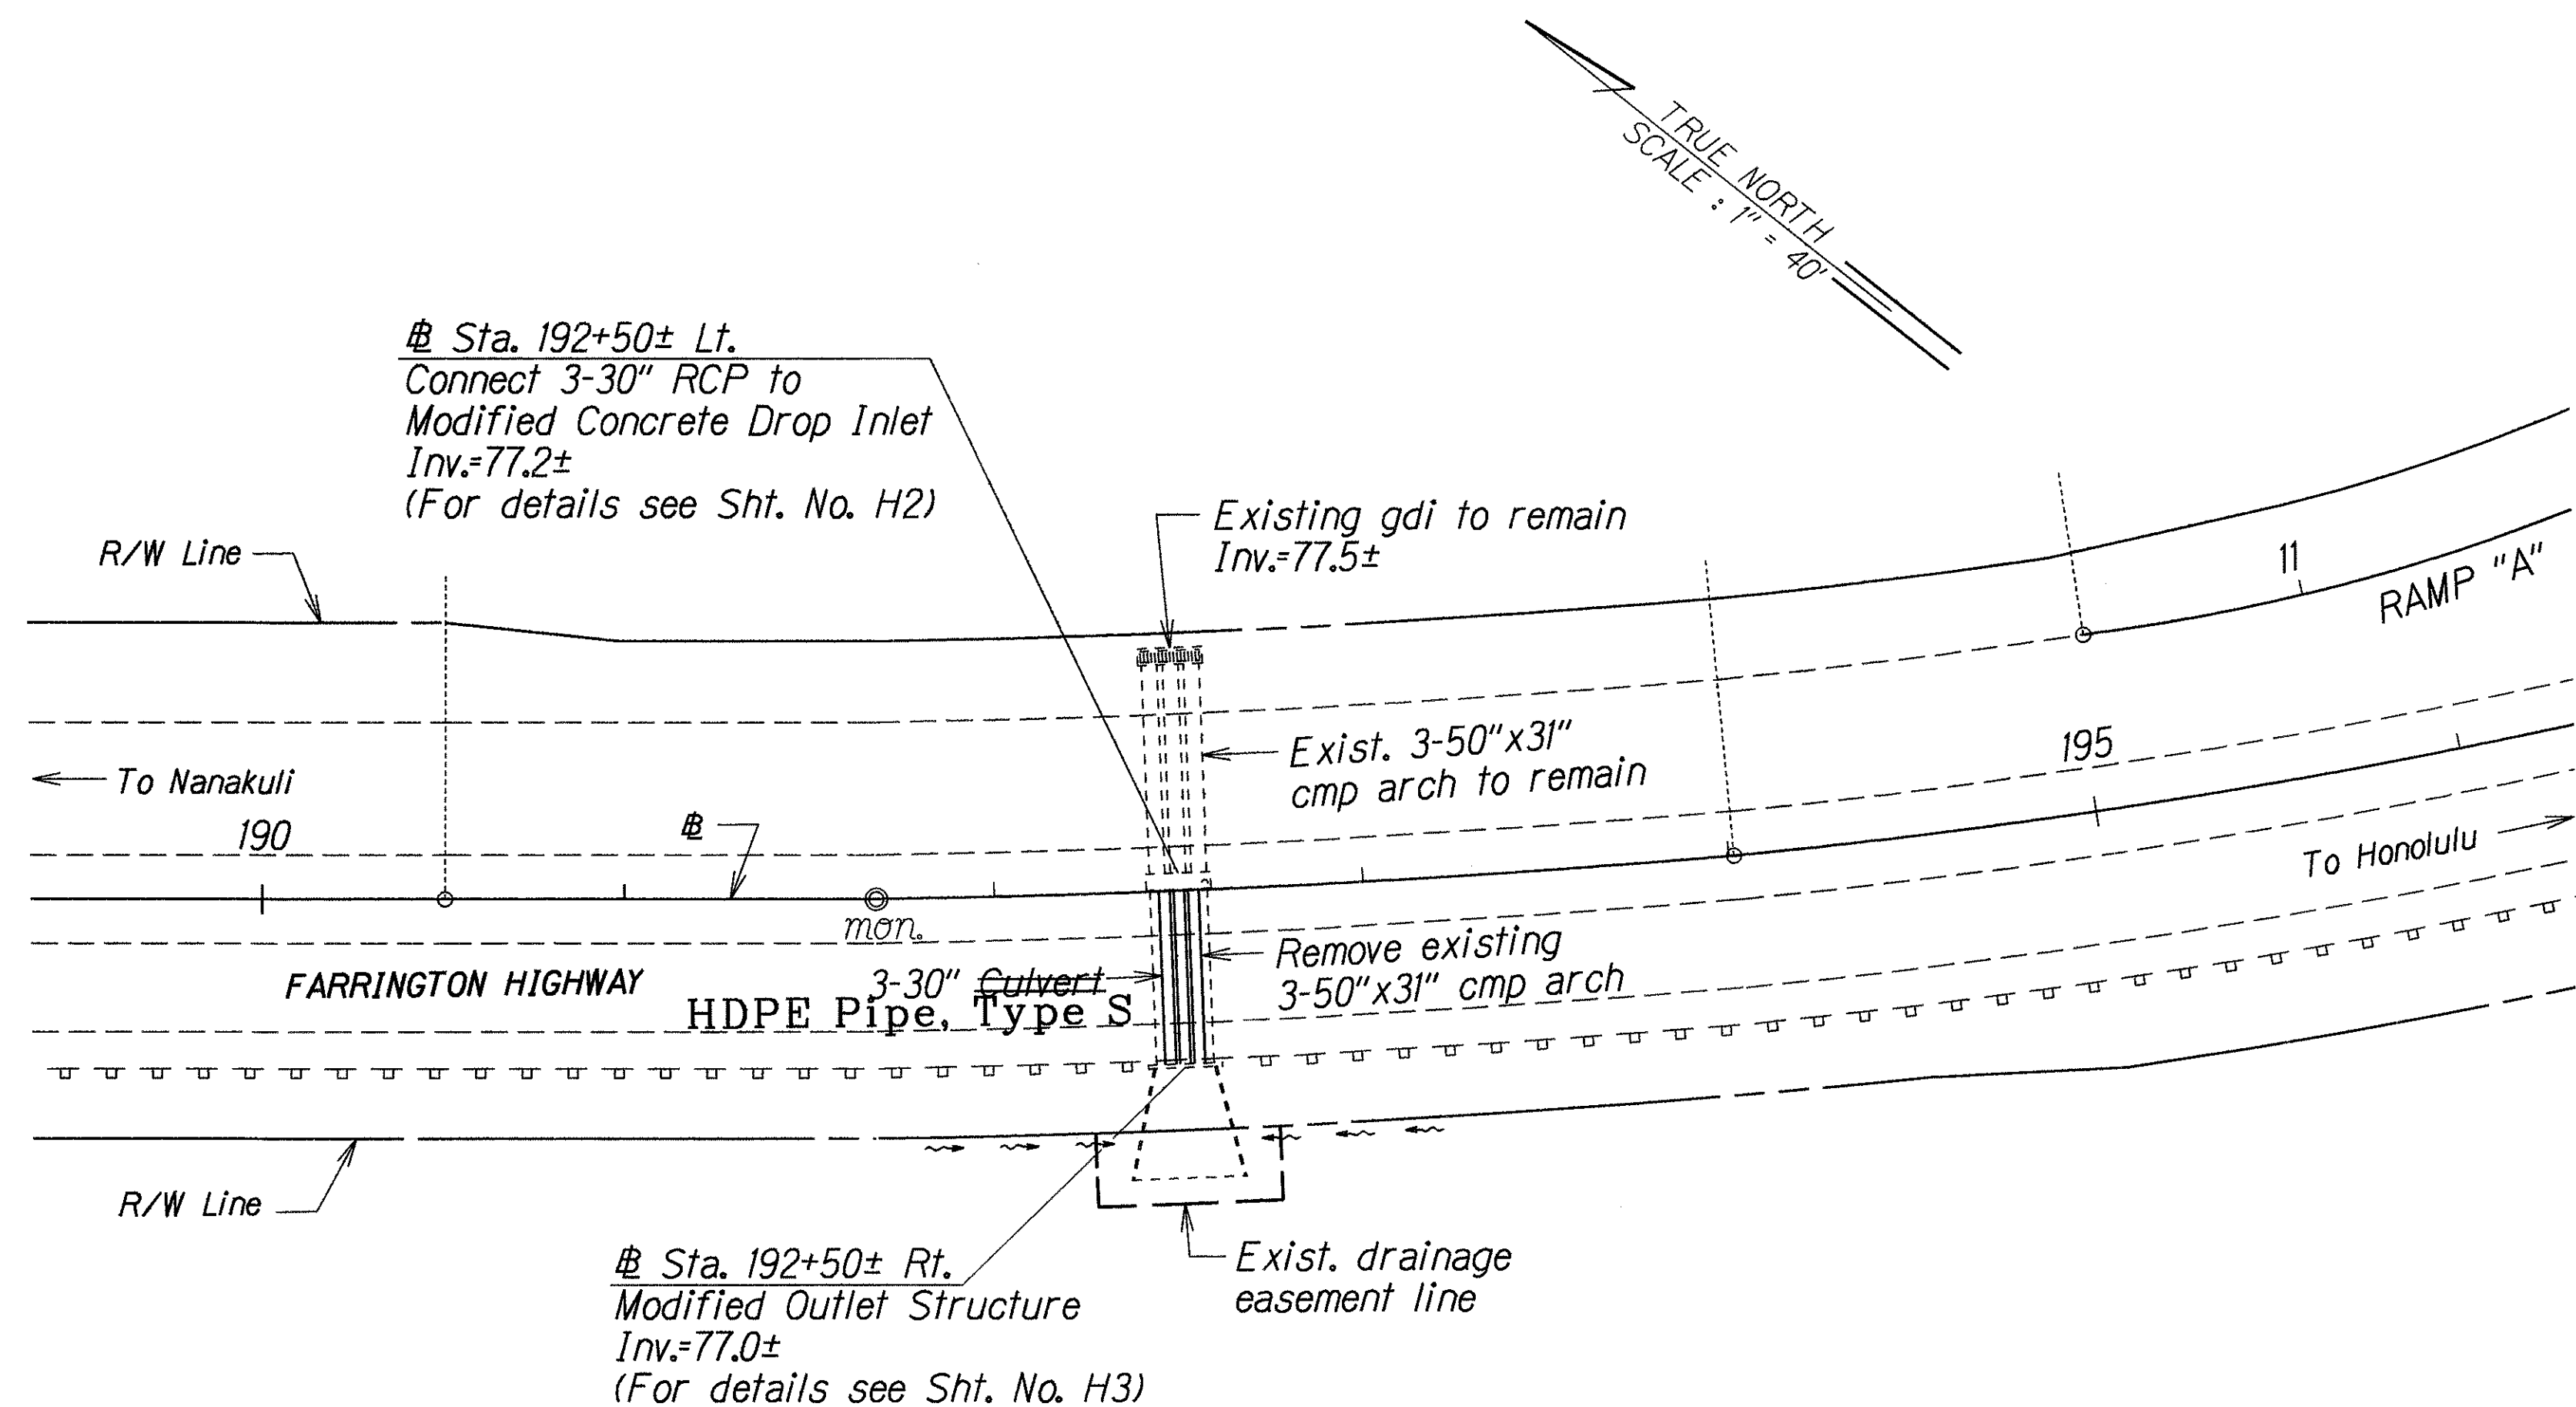 TRUE NORTH
SCALE : 1" = 40'
℄ Sta. 192+50± Lt.
Connect 3-30" RCP to
Modified Concrete Drop Inlet
Inv.=77.2±
(For details see Sht. No. H2)
Existing gdi to remain
Inv.=77.5±
R/W Line
11
RAMP "A"
Exist. 3-50"x31"
cmp arch to remain
195
To Nanakuli
190
℄
To Honolulu
mon.
FARRINGTON HIGHWAY
3-30" Culvert
HDPE Pipe, Type S
Remove existing
3-50"x31" cmp arch
R/W Line
℄ Sta. 192+50± Rt.
Modified Outlet Structure
Inv.=77.0±
(For details see Sht. No. H3)
Exist. drainage
easement line